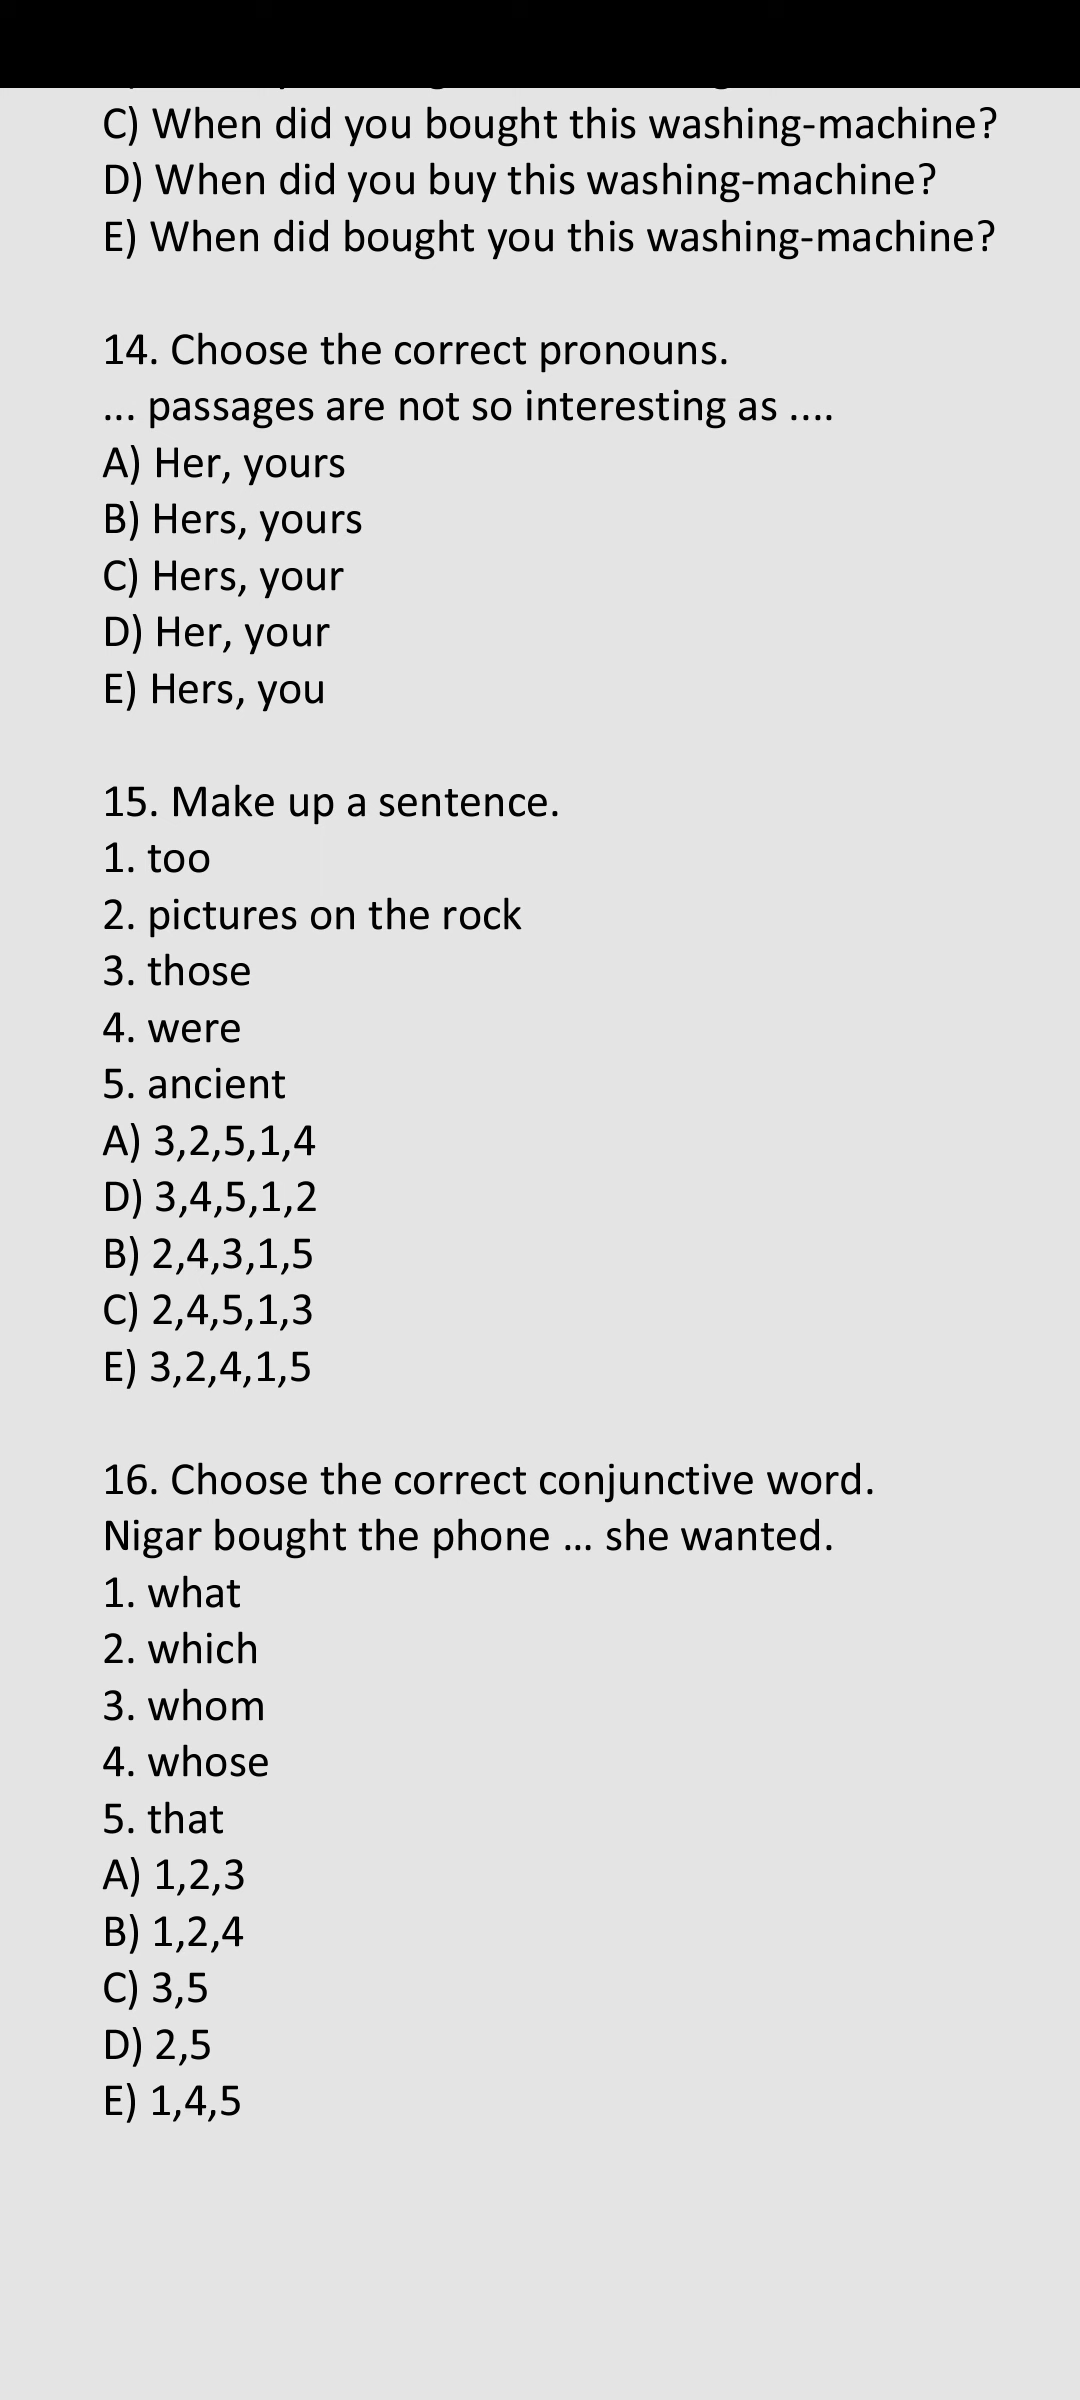 C) When did you bought this washing-machine?
D) When did you buy this washing-machine?
E) When did bought you this washing-machine?
14. Choose the correct pronouns.
... passages are not so interesting as ....
A) Her, yours
B) Hers, yours
C) Hers, your
D) Her, your
E) Hers, you
15. Make up a sentence.
1. too
2. pictures on the rock
3. those
4. were
5. ancient
A) 3,2,5,1,4
D) 3,4,5,1,2
B) 2,4,3,1,5
C) 2,4,5,1,3
E) 3,2,4,1,5
16. Choose the correct conjunctive word.
Nigar bought the phone ... she wanted.
1. what
2. which
3. whom
4. whose
5. that
A) 1,2,3
B) 1,2,4
C) 3,5
D) 2,5
E) 1,4,5